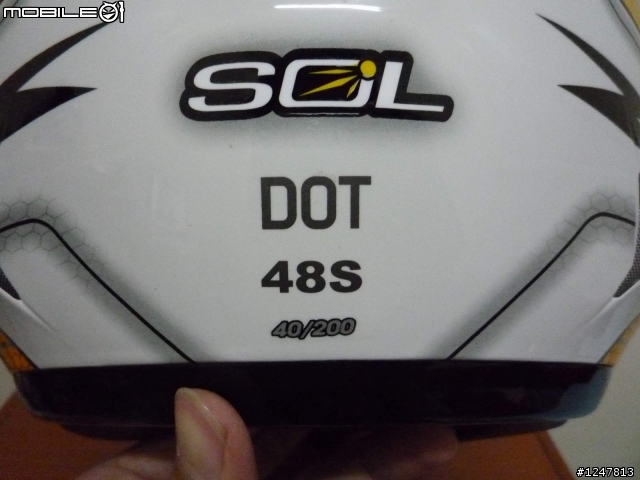 MOBILE01
SOL
DOT
48S
40/200
#1247813